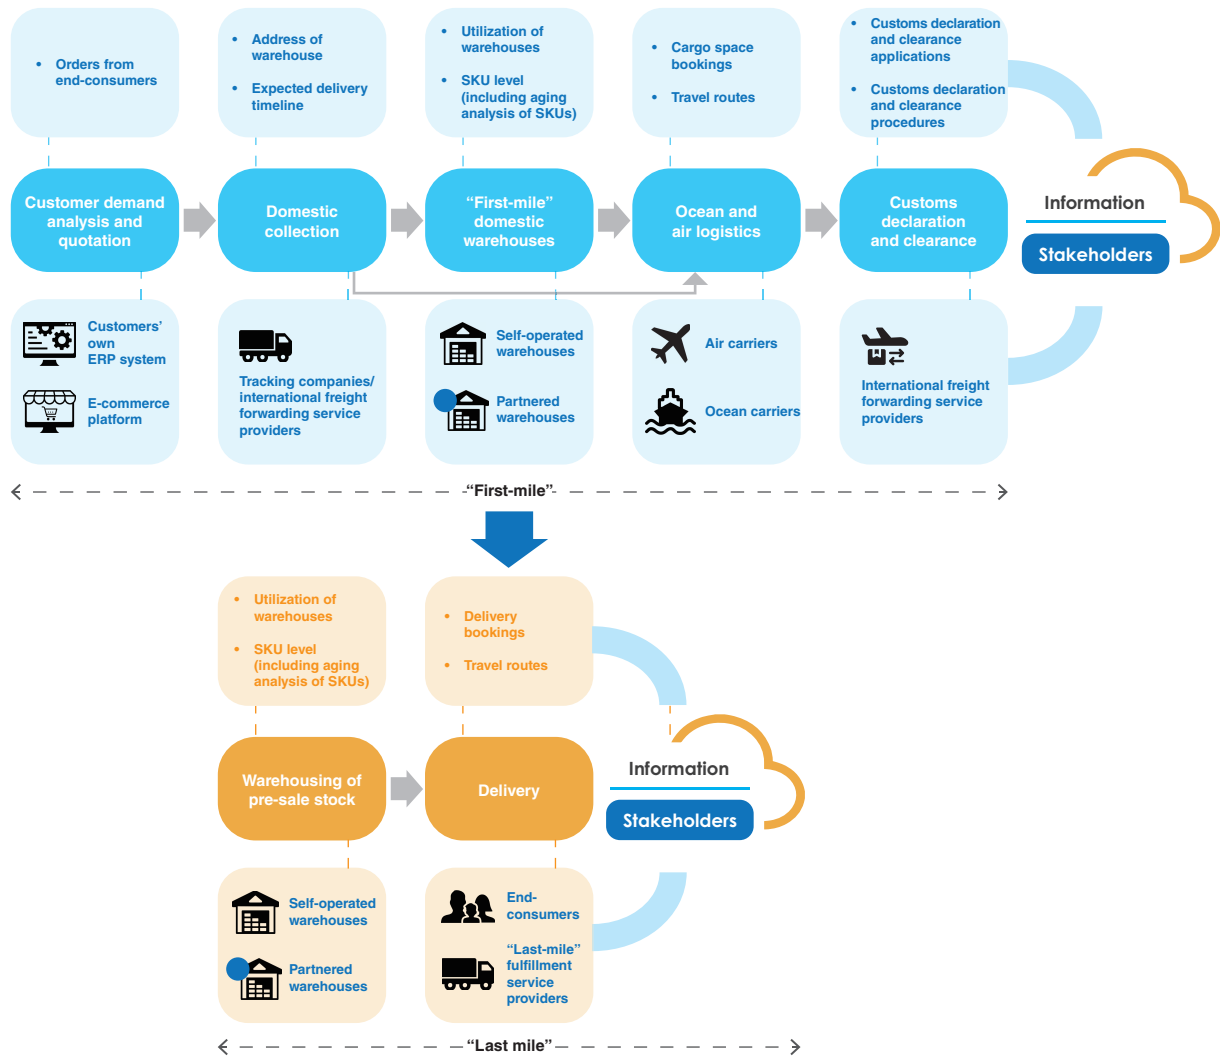 • Orders from
end-consumers
• Address of
warehouse
• Expected delivery
timeline
• Utilization of
warehouses
• SKU level
(including aging
analysis of SKUs)
• Cargo space
bookings
• Travel routes
• Customs declaration
and clearance
applications
• Customs declaration
and clearance
procedures
Customer demand
analysis and
quotation
Domestic
collection
“First-mile”
domestic
warehouses
Ocean and
air logistics
Customs
declaration
and clearance
Information
Stakeholders
Customers’
own
ERP system
E-commerce
platform
Tracking companies/
international freight
forwarding service
providers
Self-operated
warehouses
Partnered
warehouses
Air carriers
Ocean carriers
International freight
forwarding service
providers
“First-mile”
• Utilization of
warehouses
• SKU level
(including aging
analysis of SKUs)
• Delivery
bookings
• Travel routes
Warehousing of
pre-sale stock
Delivery
Information
Stakeholders
Self-operated
warehouses
Partnered
warehouses
End-
consumers
“Last-mile”
fulfillment
service
providers
“Last mile”